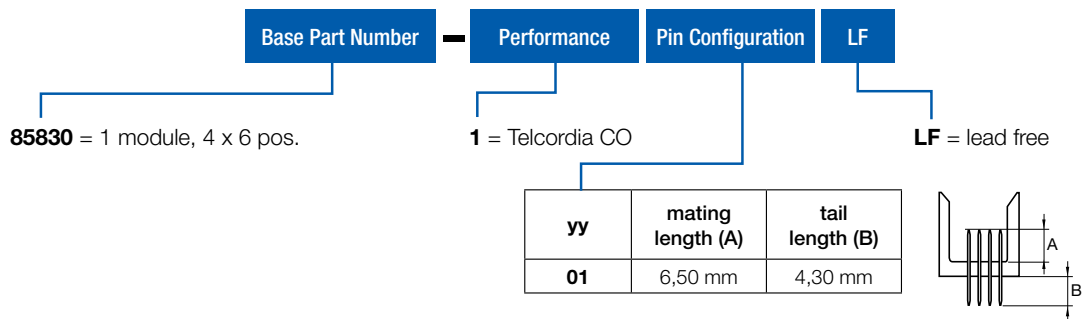 Base Part Number – Performance Pin Configuration LF
85830 = 1 module, 4 x 6 pos.
1 = Telcordia CO
LF = lead free
yy mating length (A) tail length (B)
01 6,50 mm 4,30 mm
A
B